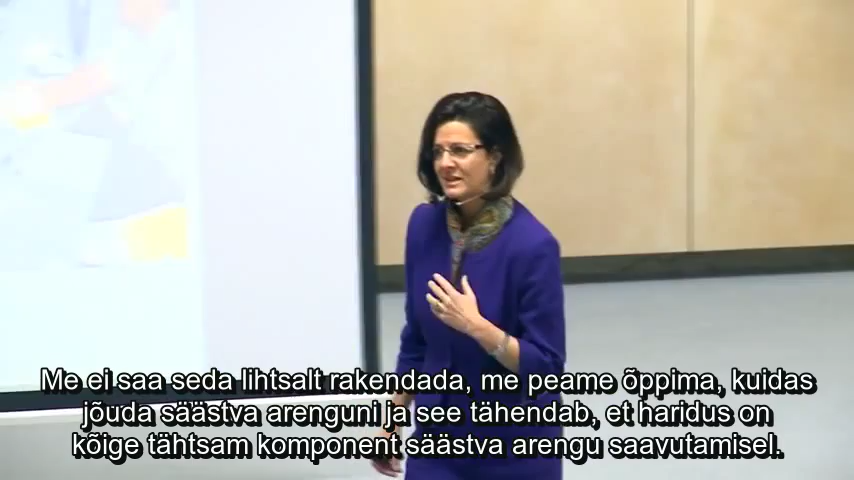 Me ei saa seda lihtsalt rakendada, me peame õppima, kuidas
jõuda säästva arenguni ja see tähendab, et haridus on
kõige tähtsam komponent säästva arengu saavutamisel.